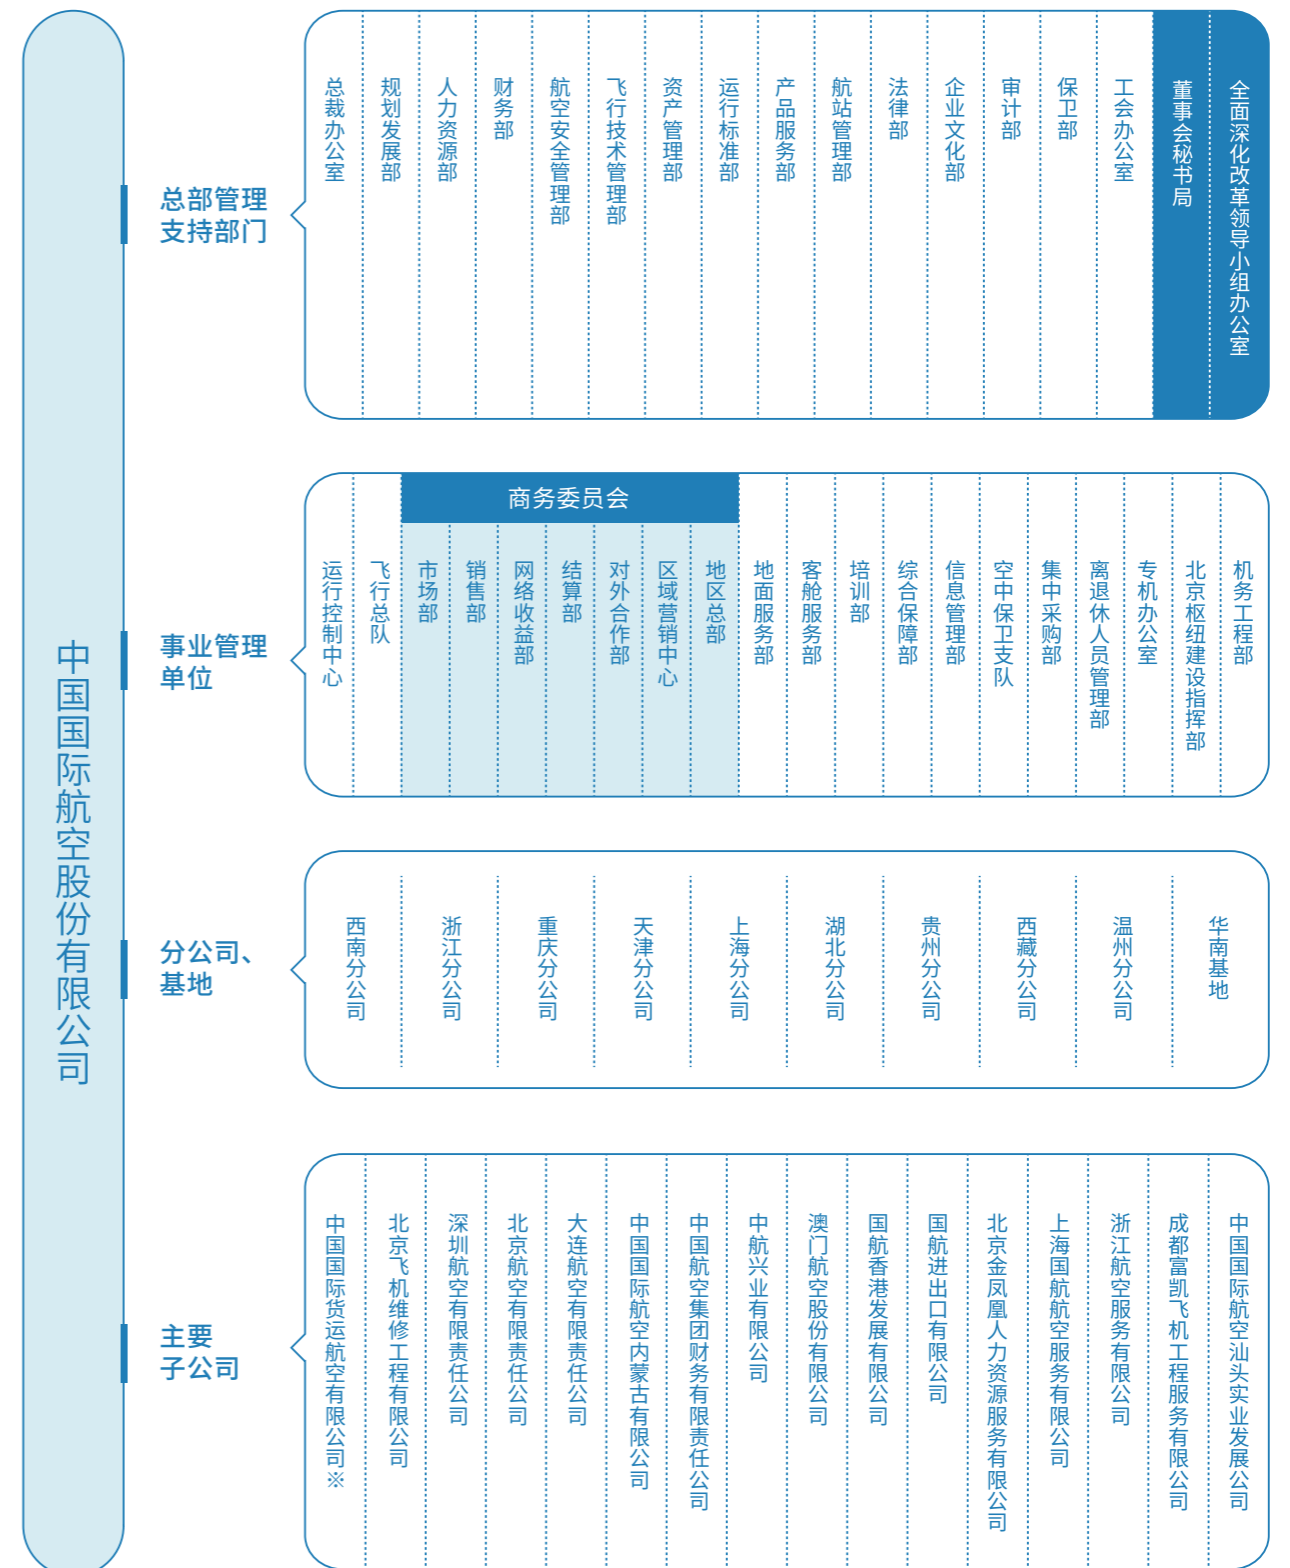 中国国际航空股份有限公司
总部管理
支持部门
总裁办公室
规划发展部
人力资源部
财务部
航空安全管理部
飞行技术管理部
资产管理部
运行标准部
产品服务部
航站管理部
法律部
企业文化部
审计部
保卫部
工会办公室
董事会秘书局
全面深化改革领导小组办公室
事业管理
单位
运行控制中心
飞行总队
商务委员会
市场部
销售部
网络收益部
结算部
对外合作部
区域营销中心
地区总部
地面服务部
客舱服务部
培训部
综合保障部
信息管理部
空中保卫支队
集中采购部
离退休人员管理部
专机办公室
北京枢纽建设指挥部
机务工程部
分公司、
基地
西南分公司
浙江分公司
重庆分公司
天津分公司
上海分公司
湖北分公司
贵州分公司
西藏分公司
温州分公司
华南基地
主要
子公司
中国国际货运航空有限公司※
北京飞机维修工程有限公司
深圳航空有限责任公司
北京航空有限责任公司
大连航空有限责任公司
中国国际航空内蒙古有限公司
中国航空集团财务有限责任公司
中航兴业有限公司
澳门航空股份有限公司
国航香港发展有限公司
国航进出口有限公司
北京金凤凰人力资源服务有限公司
上海国航航空服务有限公司
浙江航空服务有限公司
成都富凯飞机工程服务有限公司
中国国际航空汕头实业发展公司